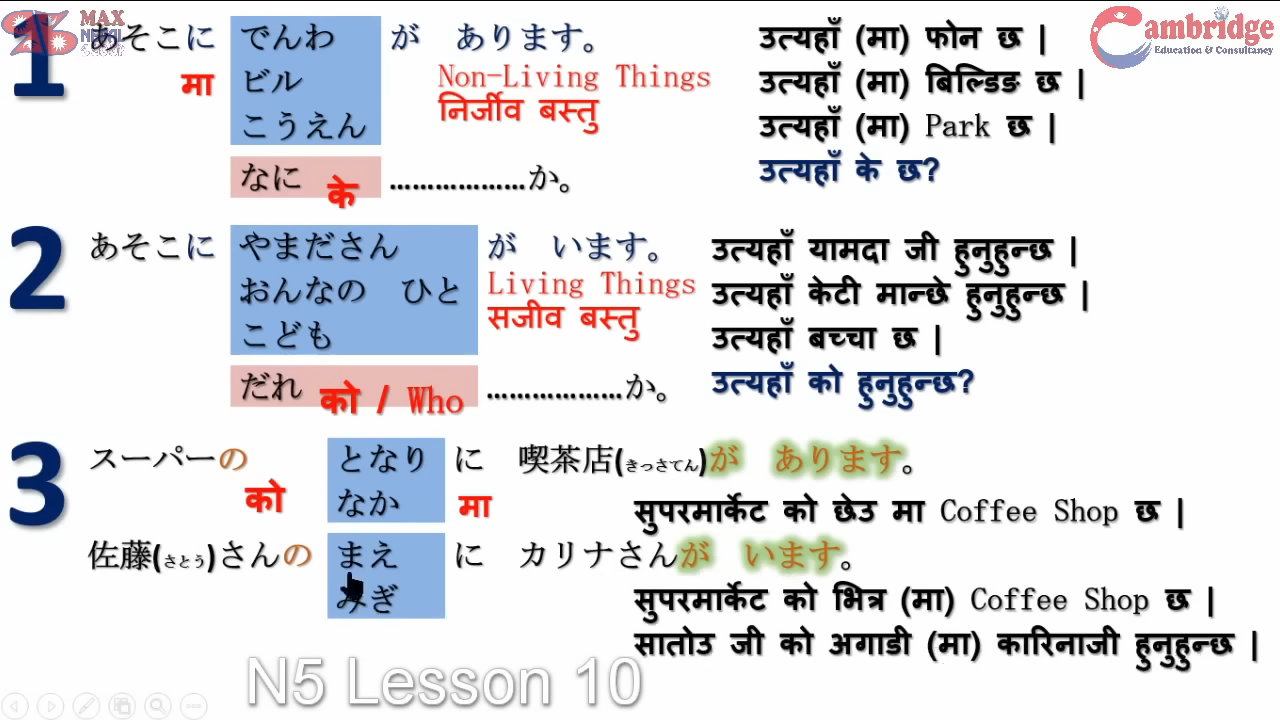 MAX
Cambridge
Education & Consultancy
1
あそこに でんわ が あります。 उत्यहाँ (मा) फोन छ |
मा ビル Non-Living Things उत्यहाँ (मा) बिल्डिङ छ |
こうえん निर्जीव बस्तु उत्यहाँ (मा) Park छ |
なに के ………………か。 उत्यहाँ के छ?
2
あそこに やまださん が います。 उत्यहाँ यामदा जी हुनुहुन्छ |
おんなの ひと Living Things उत्यहाँ केटी मान्छे हुनुहुन्छ |
こども सजीव बस्तु उत्यहाँ बच्चा छ |
だれ को / Who ………………か。 उत्यहाँ को हुनुहुन्छ?
3
スーパーの となり に 喫茶店(きっさてん)が あります。
को なか मा सुपरमार्केट को छेउ मा Coffee Shop छ |
佐藤(さとう)さんの まえ に カリナさんが います。
みぎ सुपरमार्केट को भित्र (मा) Coffee Shop छ |
सातोउ जी को अगाडी (मा) कारिनाजी हुनुहुन्छ |
N5 Lesson 10